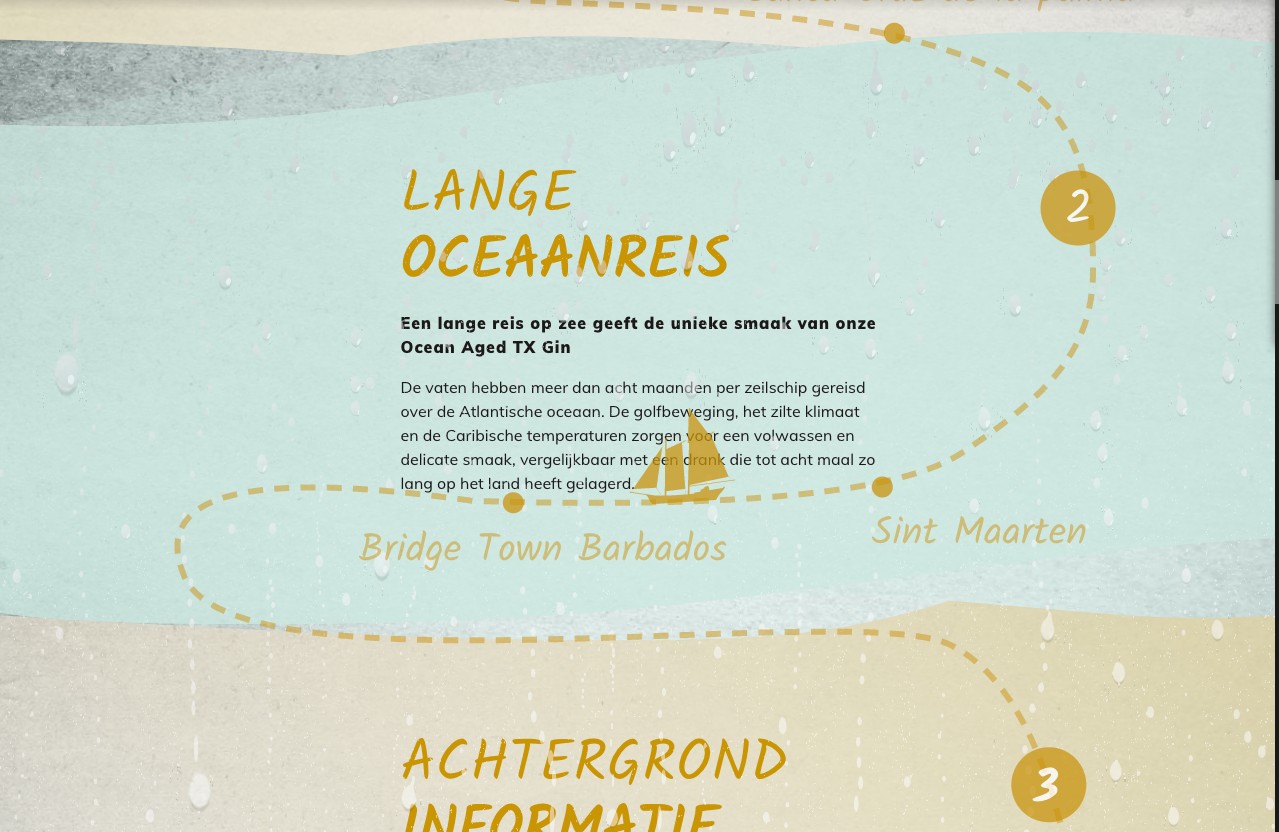 2
LANGE
OCEAANREIS
Een lange reis op zee geeft de unieke smaak van onze
Ocean Aged TX Gin
De vaten hebben meer dan acht maanden per zeilschip gereisd
over de Atlantische oceaan. De golfbeweging, het zilte klimaat
en de Caribische temperaturen zorgen voor een volwassen en
delicate smaak, vergelijkbaar met een drank die tot acht maal zo
lang op het land heeft gelagerd.
Sint Maarten
Bridge Town Barbados
ACHTERGROND
3
INFORMATIE